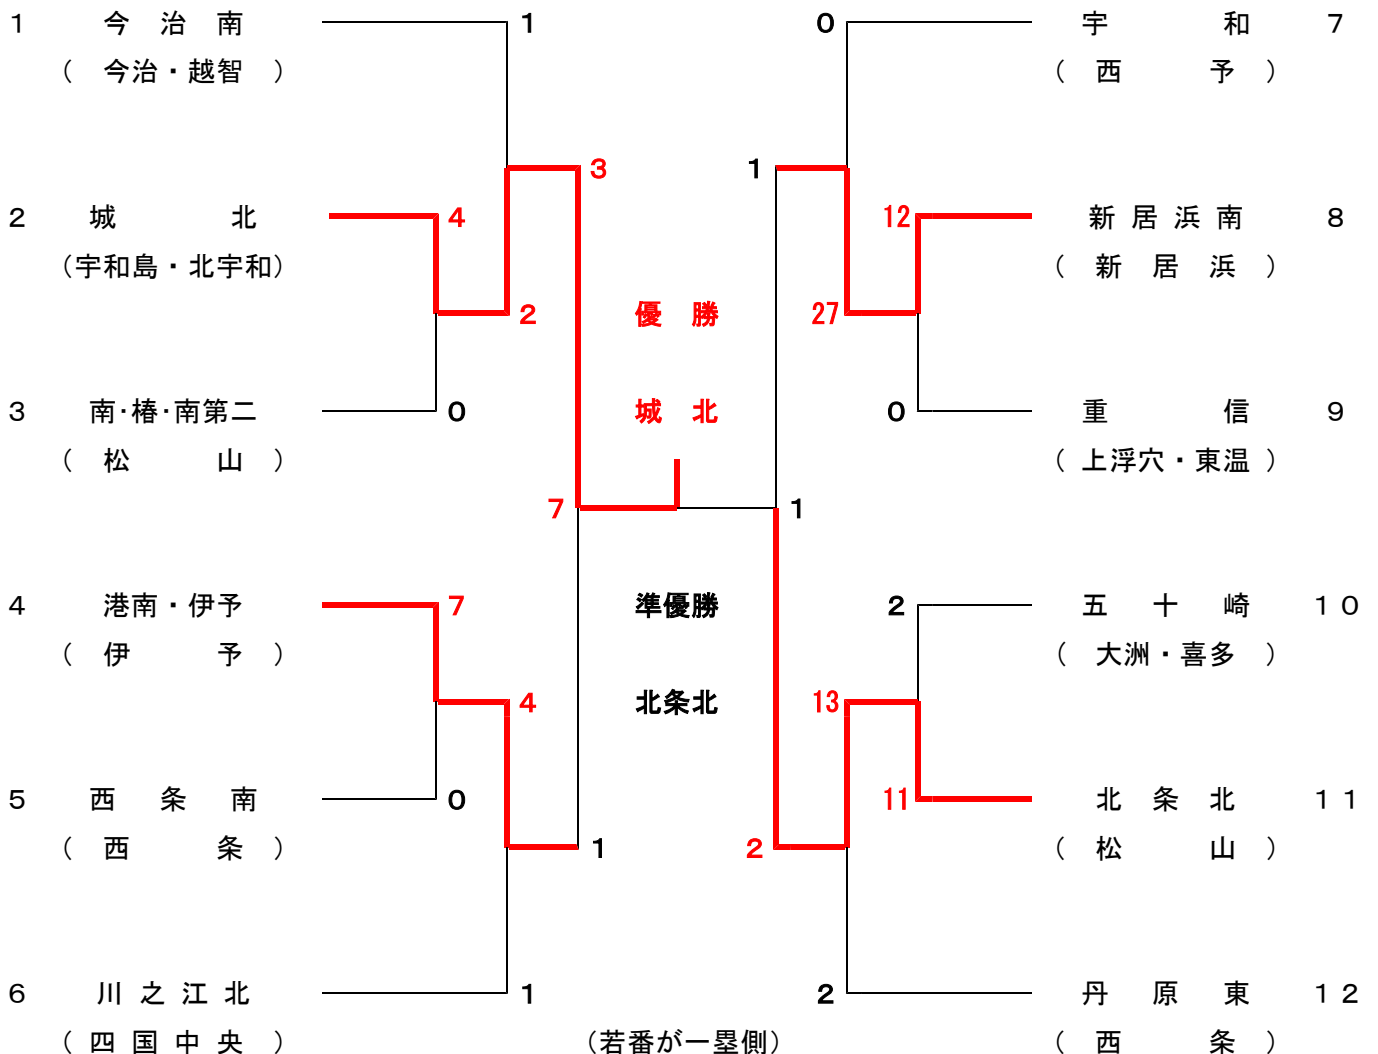 1 今治南 1 0 宇和 7
（ 今治・越智 ） （ 西予 ）
3 1
2 城北 4 12 新居浜南 8
（宇和島・北宇和） （ 新居浜 ）
2 優勝 27
3 南・椿・南第二 0 城北 0 重信 9
（ 松山 ） （ 上浮穴・東温 ）
7 1
4 港南・伊予 7 準優勝 2 五十崎 10
（ 伊予 ） （ 大洲・喜多 ）
4 北条北 13
5 西条南 0 11 北条北 11
（ 西条 ） 1 2 （ 松山 ）
6 川之江北 1 2 丹原東 12
（ 四国中央 ） （若番が一塁側） （ 西条 ）